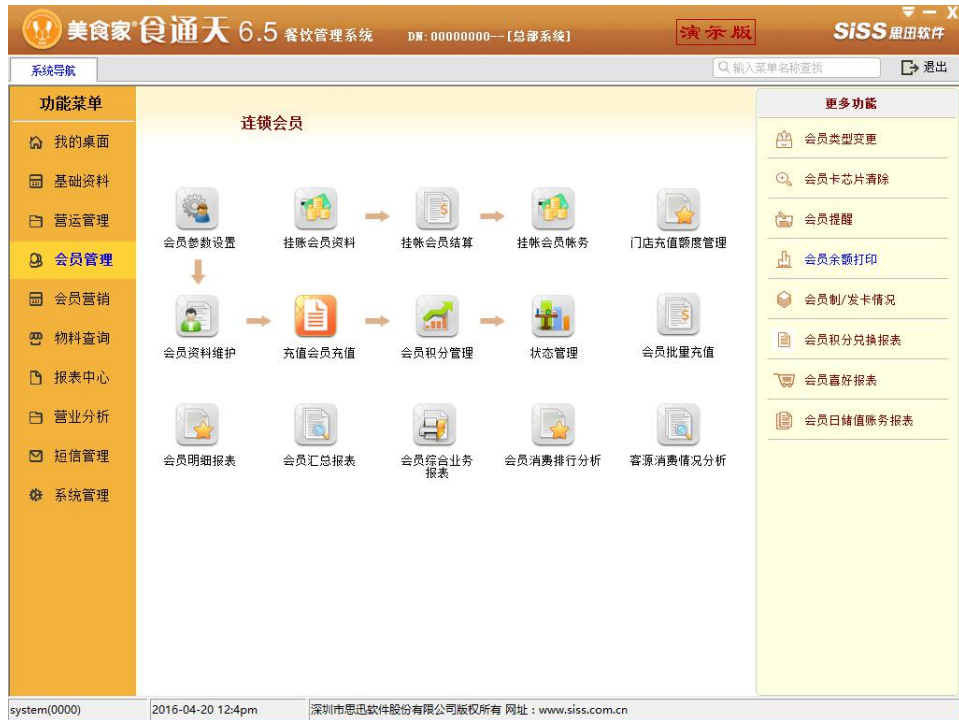 美食家 食通天 6.5 餐饮管理系统 DW:00000000--[总部系统] 演示版 SiSS 思迅软件
系统导航 输入菜单名称查找 退出
功能菜单
我的桌面
基础资料
营运管理
会员管理
会员营销
物料查询
报表中心
营业分析
短信管理
系统管理
连锁会员
会员参数设置 挂账会员资料 挂帐会员结算 挂帐会员帐务 门店充值额度管理
会员资料维护 充值会员充值 会员积分管理 状态管理 会员批量充值
会员明细报表 会员汇总报表 会员综合业务 会员消费排行分析 客源消费情况分析
报表
更多功能
会员类型变更
会员卡芯片清除
会员提醒
会员余额打印
会员制/发卡情况
会员积分兑换报表
会员喜好报表
会员日储值账务报表
system(0000) 2016-04-20 12:4pm 深圳市思迅软件股份有限公司版权所有 网址：www.siss.com.cn